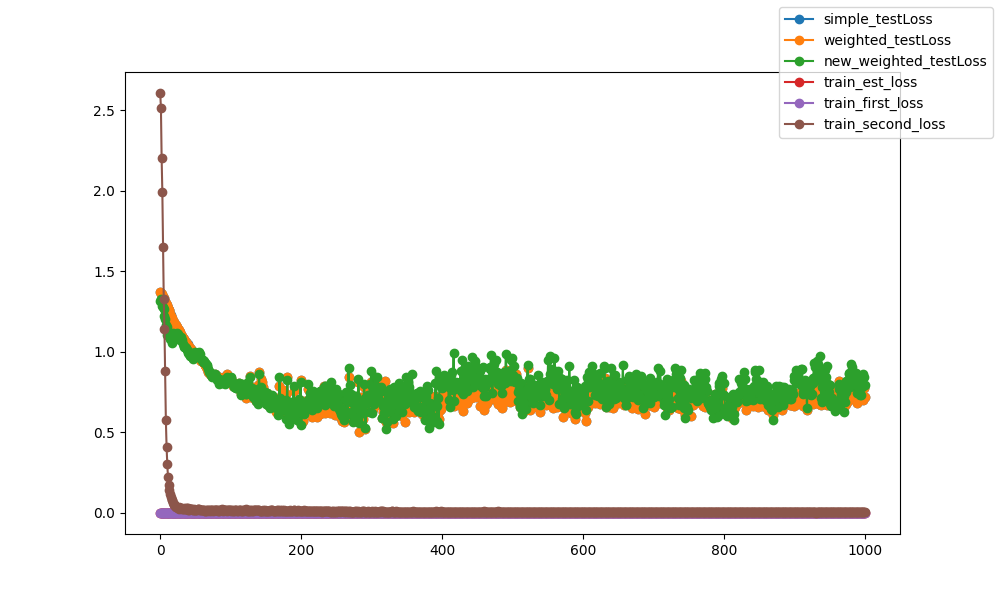 simple_testLoss
weighted_testLoss
new_weighted_testLoss
train_est_loss
train_first_loss
train_second_loss
2.5
2.0
1.5
1.0
0.5
0.0
0 200 400 600 800 1000